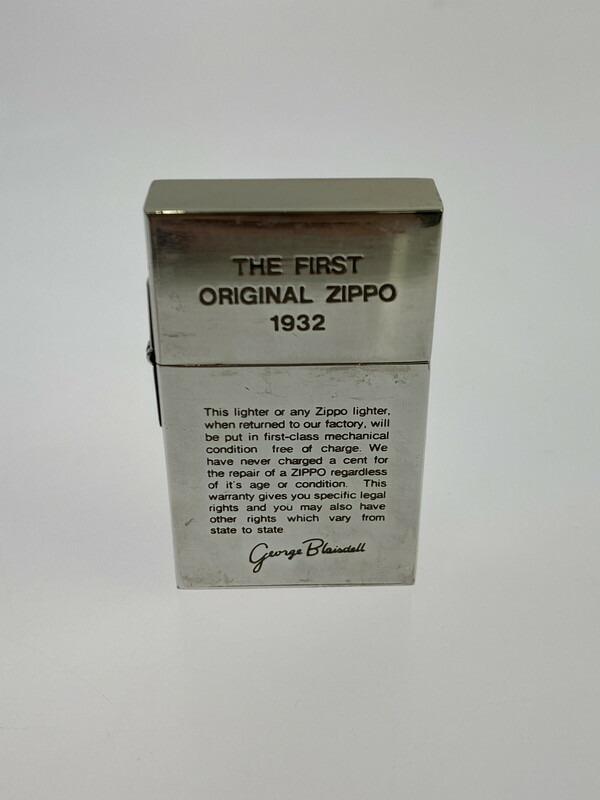 THE FIRST
ORIGINAL ZIPPO
1932
This lighter or any Zippo lighter,
when returned to our factory, will
be put in first-class mechanical
condition free of charge. We
have never charged a cent for
the repair of a ZIPPO regardless
of it's age or condition. This
warranty gives you specific legal
rights and you may also have
other rights which vary from
state to state
George Blaisdell